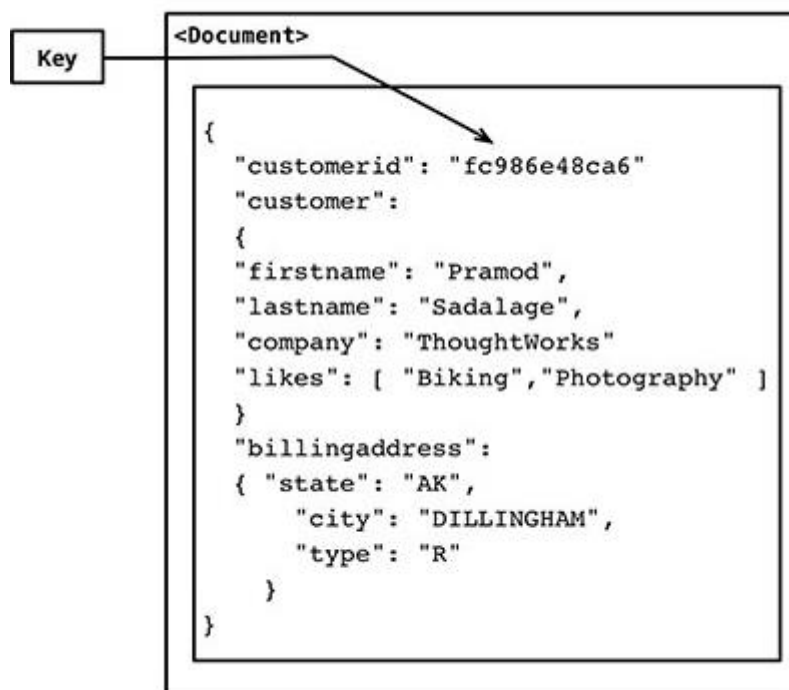 <Document>
Key
{
"customerid": "fc986e48ca6"
"customer":
{
"firstname": "Pramod",
"lastname": "Sadalage",
"company": "ThoughtWorks"
"likes": [ "Biking","Photography" ]
}
"billingaddress":
{ "state": "AK",
"city": "DILLINGHAM",
"type": "R"
}
}